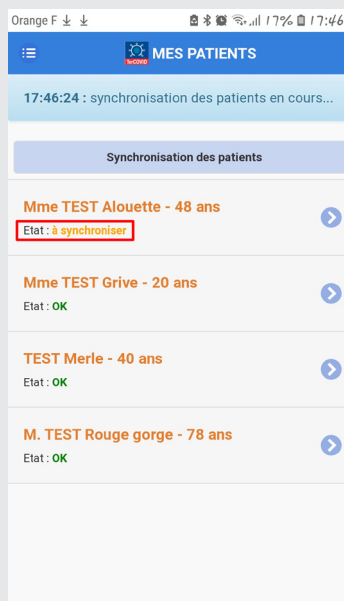 Orange F 17% 17:46
TerCOVID MES PATIENTS
17:46:24 : synchronisation des patients en cours...
Synchronisation des patients
Mme TEST Alouette - 48 ans
Etat : à synchroniser
Mme TEST Grive - 20 ans
Etat : OK
TEST Merle - 40 ans
Etat : OK
M. TEST Rouge gorge - 78 ans
Etat : OK